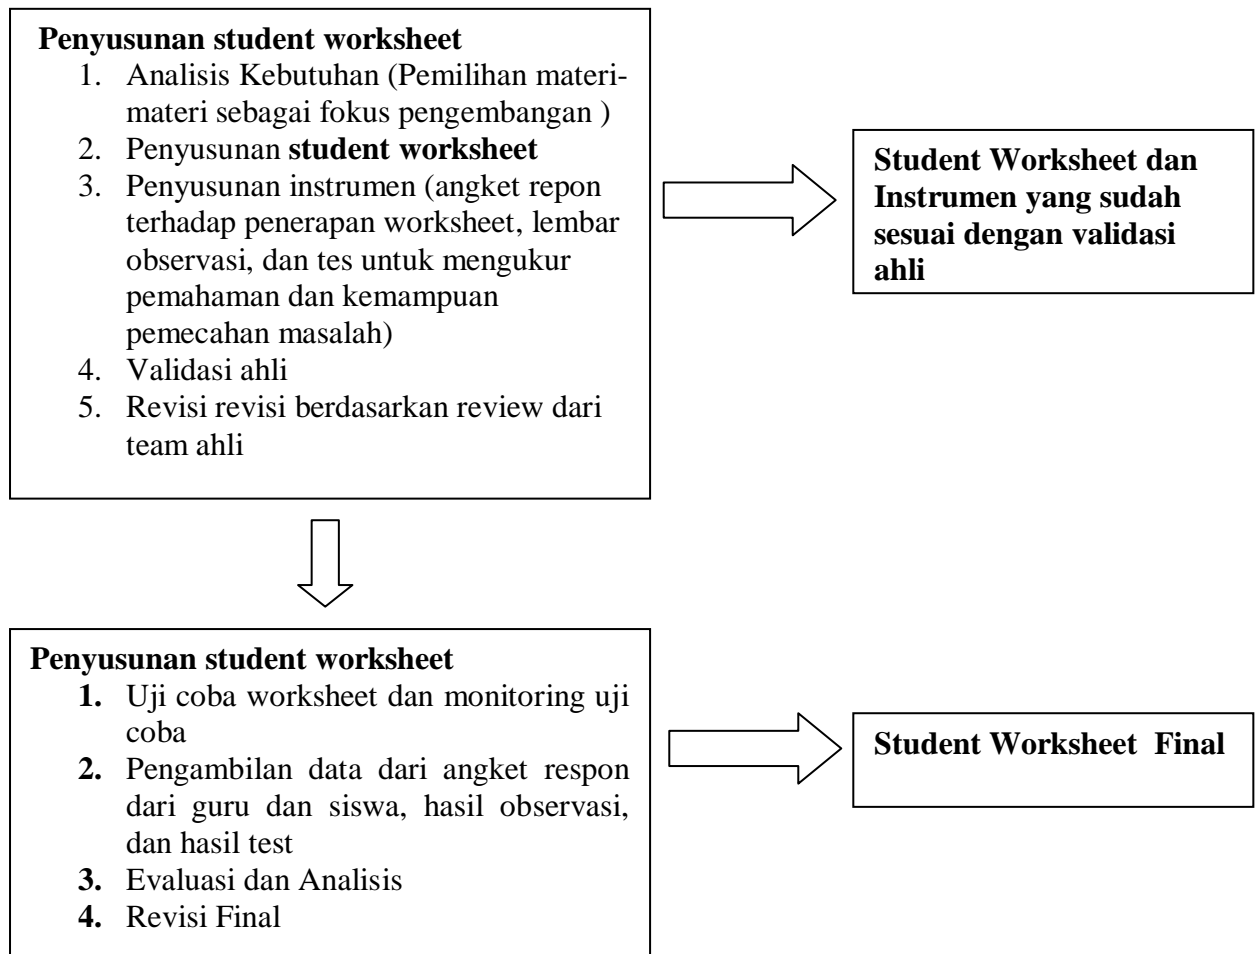 Penyusunan student worksheet
1. Analisis Kebutuhan (Pemilihan materi-
materi sebagai fokus pengembangan )
2. Penyusunan student worksheet
3. Penyusunan instrumen (angket repon
terhadap penerapan worksheet, lembar
observasi, dan tes untuk mengukur
pemahaman dan kemampuan
pemecahan masalah)
4. Validasi ahli
5. Revisi revisi berdasarkan review dari
team ahli
Student Worksheet dan
Instrumen yang sudah
sesuai dengan validasi
ahli
Penyusunan student worksheet
1. Uji coba worksheet dan monitoring uji
coba
2. Pengambilan data dari angket respon
dari guru dan siswa, hasil observasi,
dan hasil test
3. Evaluasi dan Analisis
4. Revisi Final
Student Worksheet  Final